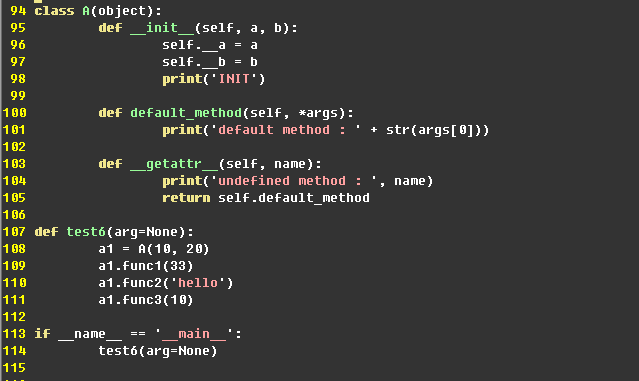 94 class A(object):
95         def __init__(self, a, b):
96                 self.__a = a
97                 self.__b = b
98                 print('INIT')
99
100         def default_method(self, *args):
101                 print('default method : ' + str(args[0]))
102
103         def __getattr__(self, name):
104                 print('undefined method : ', name)
105                 return self.default_method
106
107 def test6(arg=None):
108         a1 = A(10, 20)
109         a1.func1(33)
110         a1.func2('hello')
111         a1.func3(10)
112
113 if __name__ == '__main__':
114         test6(arg=None)
115